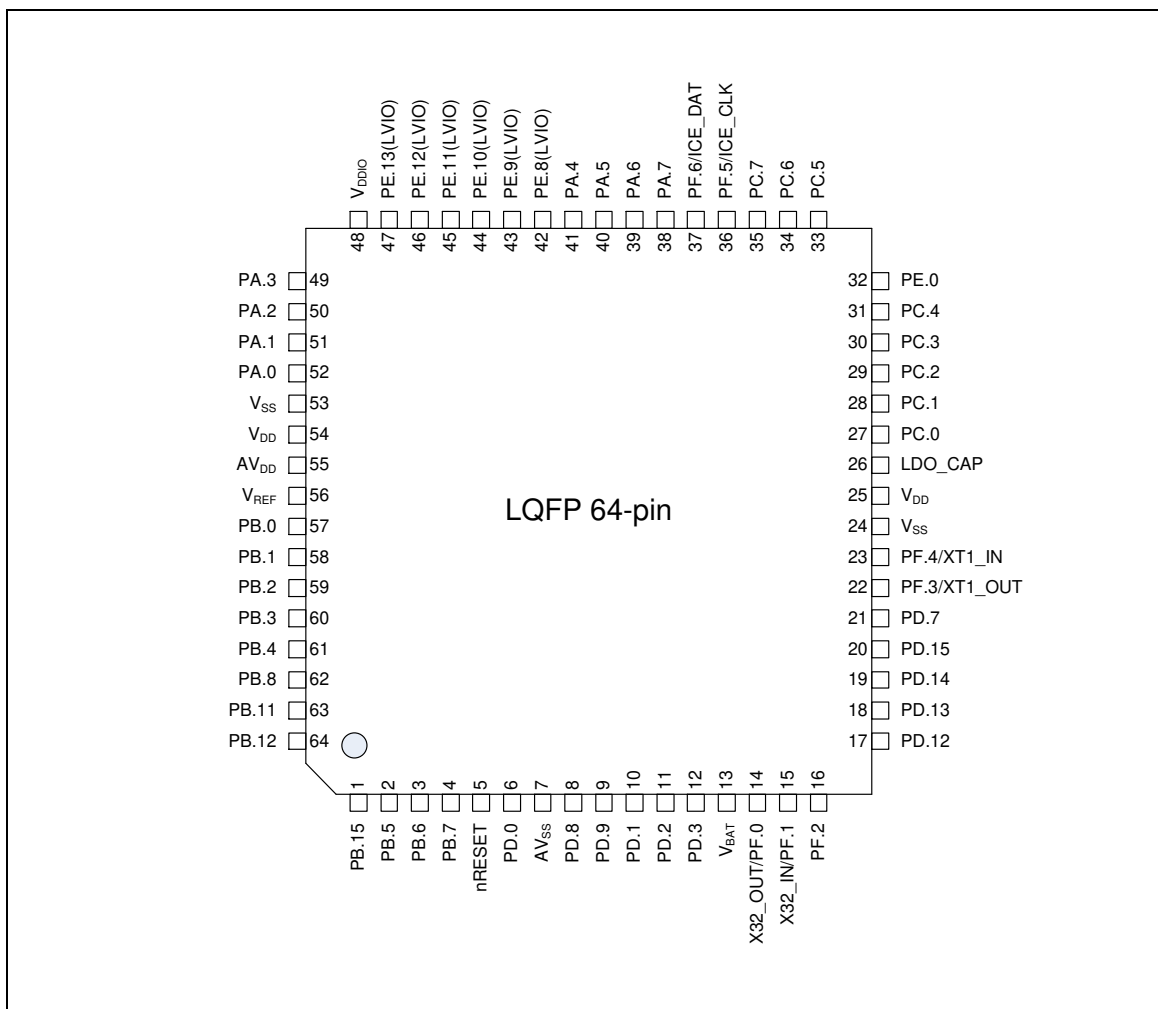 VDDIO
PE.13(LVIO)
PE.12(LVIO)
PE.11(LVIO)
PE.10(LVIO)
PE.9(LVIO)
PE.8(LVIO)
PA.4
PA.5
PA.6
PA.7
PF.6/ICE_DAT
PF.5/ICE_CLK
PC.7
PC.6
PC.5
48
47
46
45
44
43
42
41
40
39
38
37
36
35
34
33
PA.3 49
PA.2 50
PA.1 51
PA.0 52
VSS 53
VDD 54
AVDD 55
VREF 56
PB.0 57
PB.1 58
PB.2 59
PB.3 60
PB.4 61
PB.8 62
PB.11 63
PB.12 64
LQFP 64-pin
32 PE.0
31 PC.4
30 PC.3
29 PC.2
28 PC.1
27 PC.0
26 LDO_CAP
25 VDD
24 VSS
23 PF.4/XT1_IN
22 PF.3/XT1_OUT
21 PD.7
20 PD.15
19 PD.14
18 PD.13
17 PD.12
1
2
3
4
5
6
7
8
9
10
11
12
13
14
15
16
PB.15
PB.5
PB.6
PB.7
nRESET
PD.0
AVSS
PD.8
PD.9
PD.1
PD.2
PD.3
VBAT
X32_OUT/PF.0
X32_IN/PF.1
PF.2